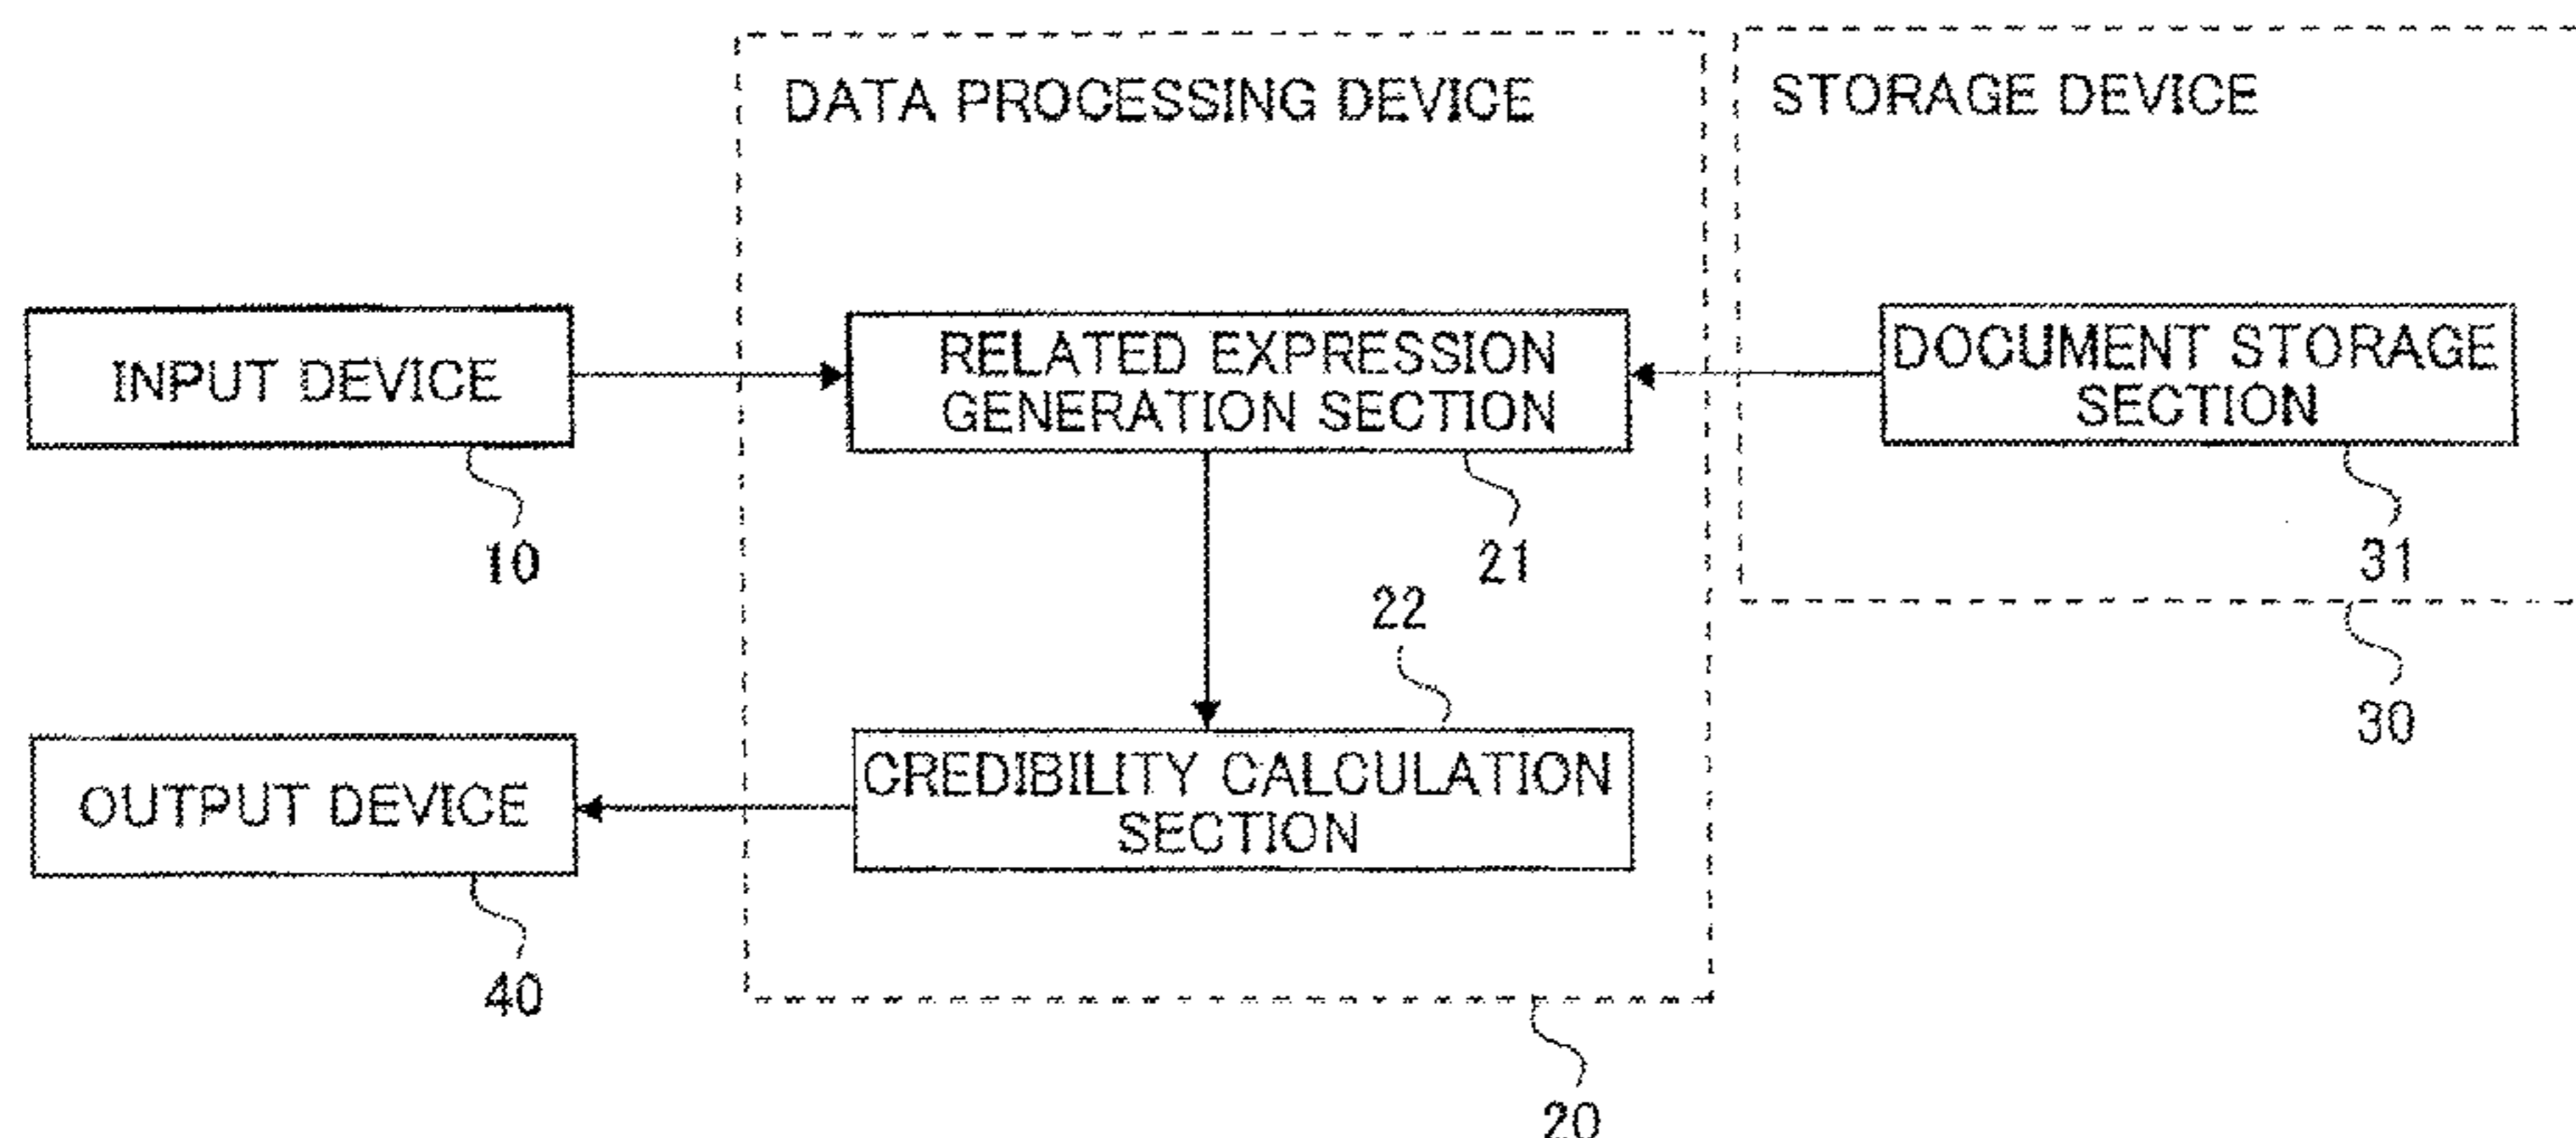 DATA PROCESSING DEVICE
STORAGE DEVICE
INPUT DEVICE
10
RELATED EXPRESSION
GENERATION SECTION
21
DOCUMENT STORAGE
SECTION
31
30
22
CREDIBILITY CALCULATION
SECTION
OUTPUT DEVICE
40
20